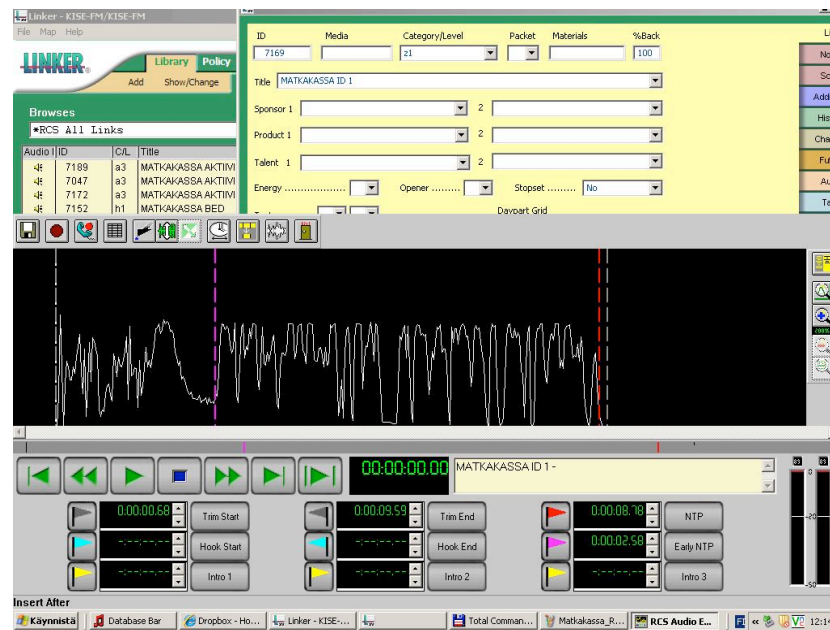 Linker - KISE-FM/KISE-FM
File Map Help
LINKER
Library Policy
Add Show/Change
Browses
*RCS All Links
Audio ID C/L Title
7189 a3 MATKAKASSA AKTIIVI
7047 a3 MATKAKASSA AKTIIVI
7172 a3 MATKAKASSA AKTIIVI
7152 h1 MATKAKASSA BED
ID Media Category/Level Packet Materials %Back
7169 z1 100
Title MATKAKASSA ID 1
Sponsor 1 2
Product 1 2
Talent 1 2
Energy .................... Opener ......... Stopset ......... No
Daypart Grid
00:00:00.00 MATKAKASSA ID 1 -
0:00:00.68 Trim Start 0:00:09.59 Trim End 0:00:08.78 NTP
-:--:--.-- Hook Start -:--:--.-- Hook End 0:00:02.58 Early NTP
-:--:--.-- Intro 1 -:--:--.-- Intro 2 -:--:--.-- Intro 3
0
-20
Insert After
Käynnistä Database Bar Dropbox - Ho... Linker - KISE-... Total Comman... Matkakassa_R... RCS Audio E... FI « 12:14